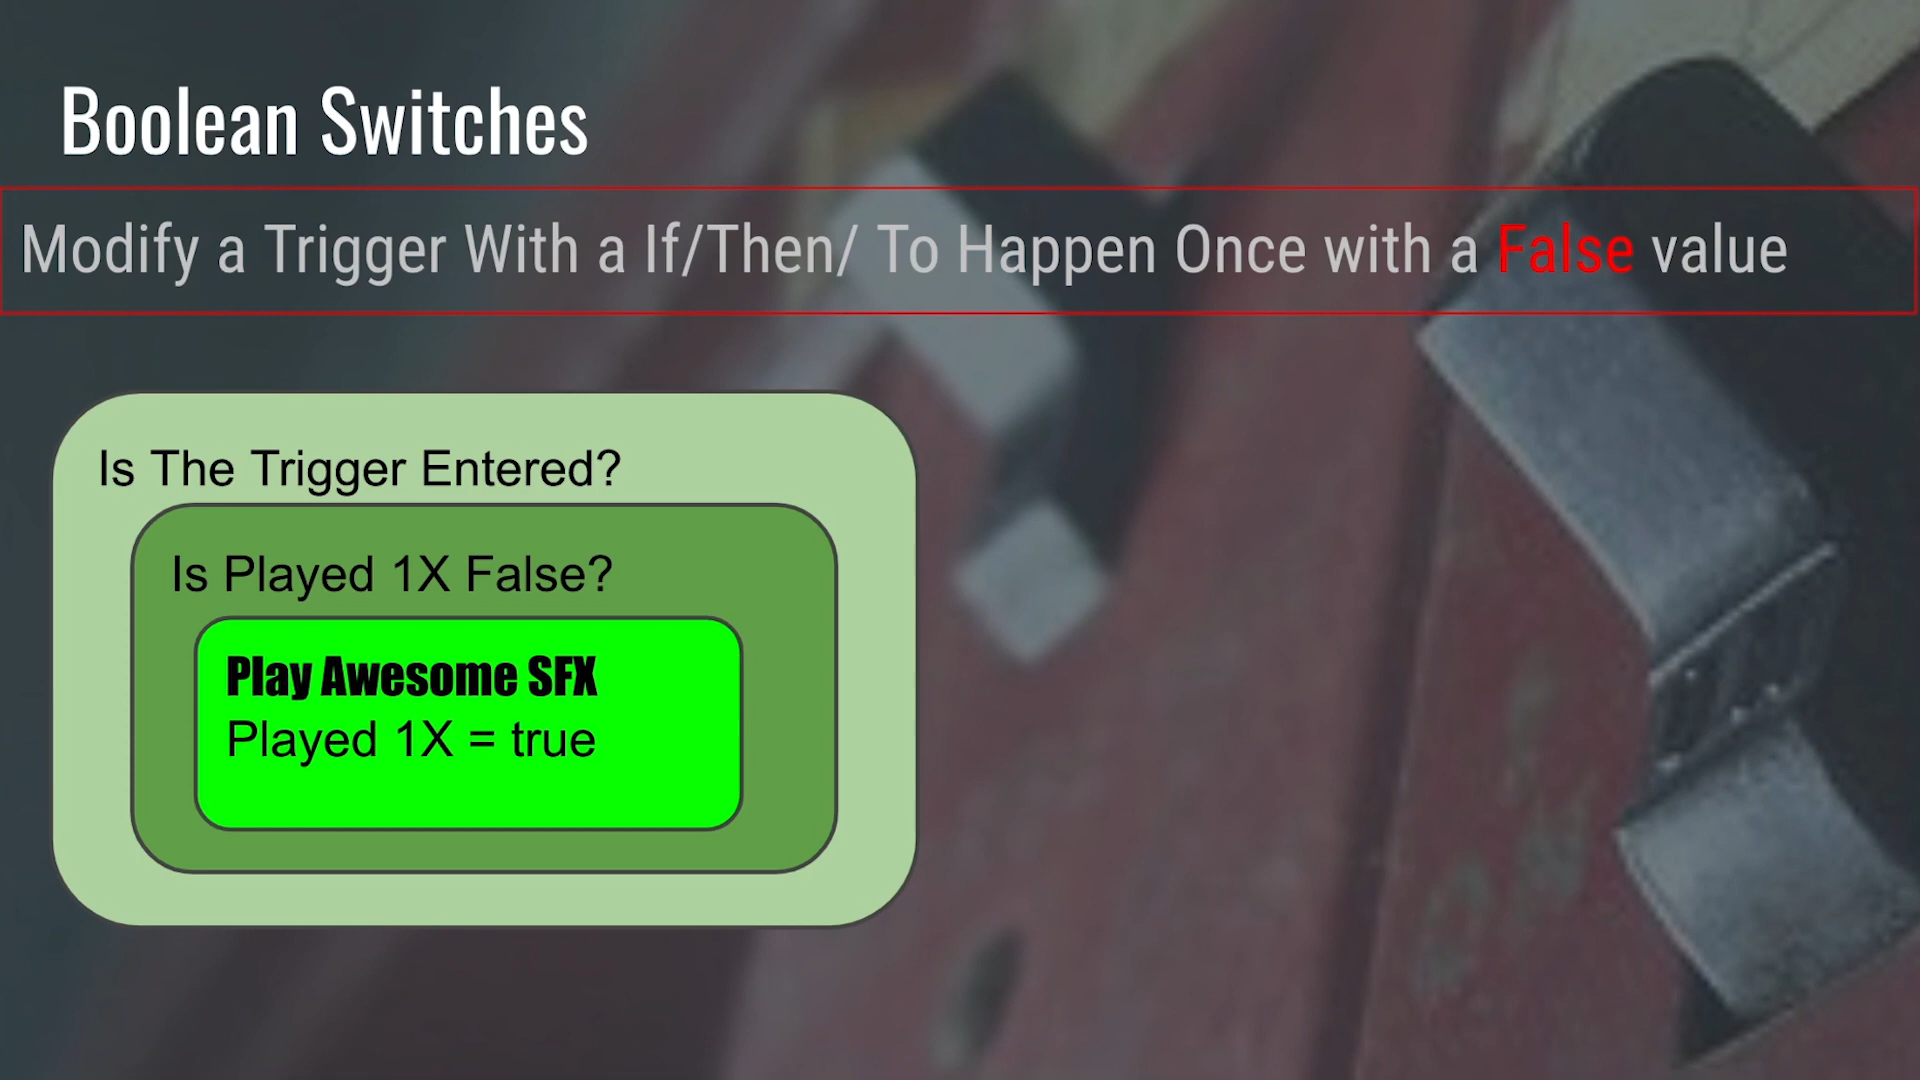 Boolean Switches
Modify a Trigger With a If/Then/ To Happen Once with a False value
Is The Trigger Entered?
Is Played 1X False?
Play Awesome SFX
Played 1X = true